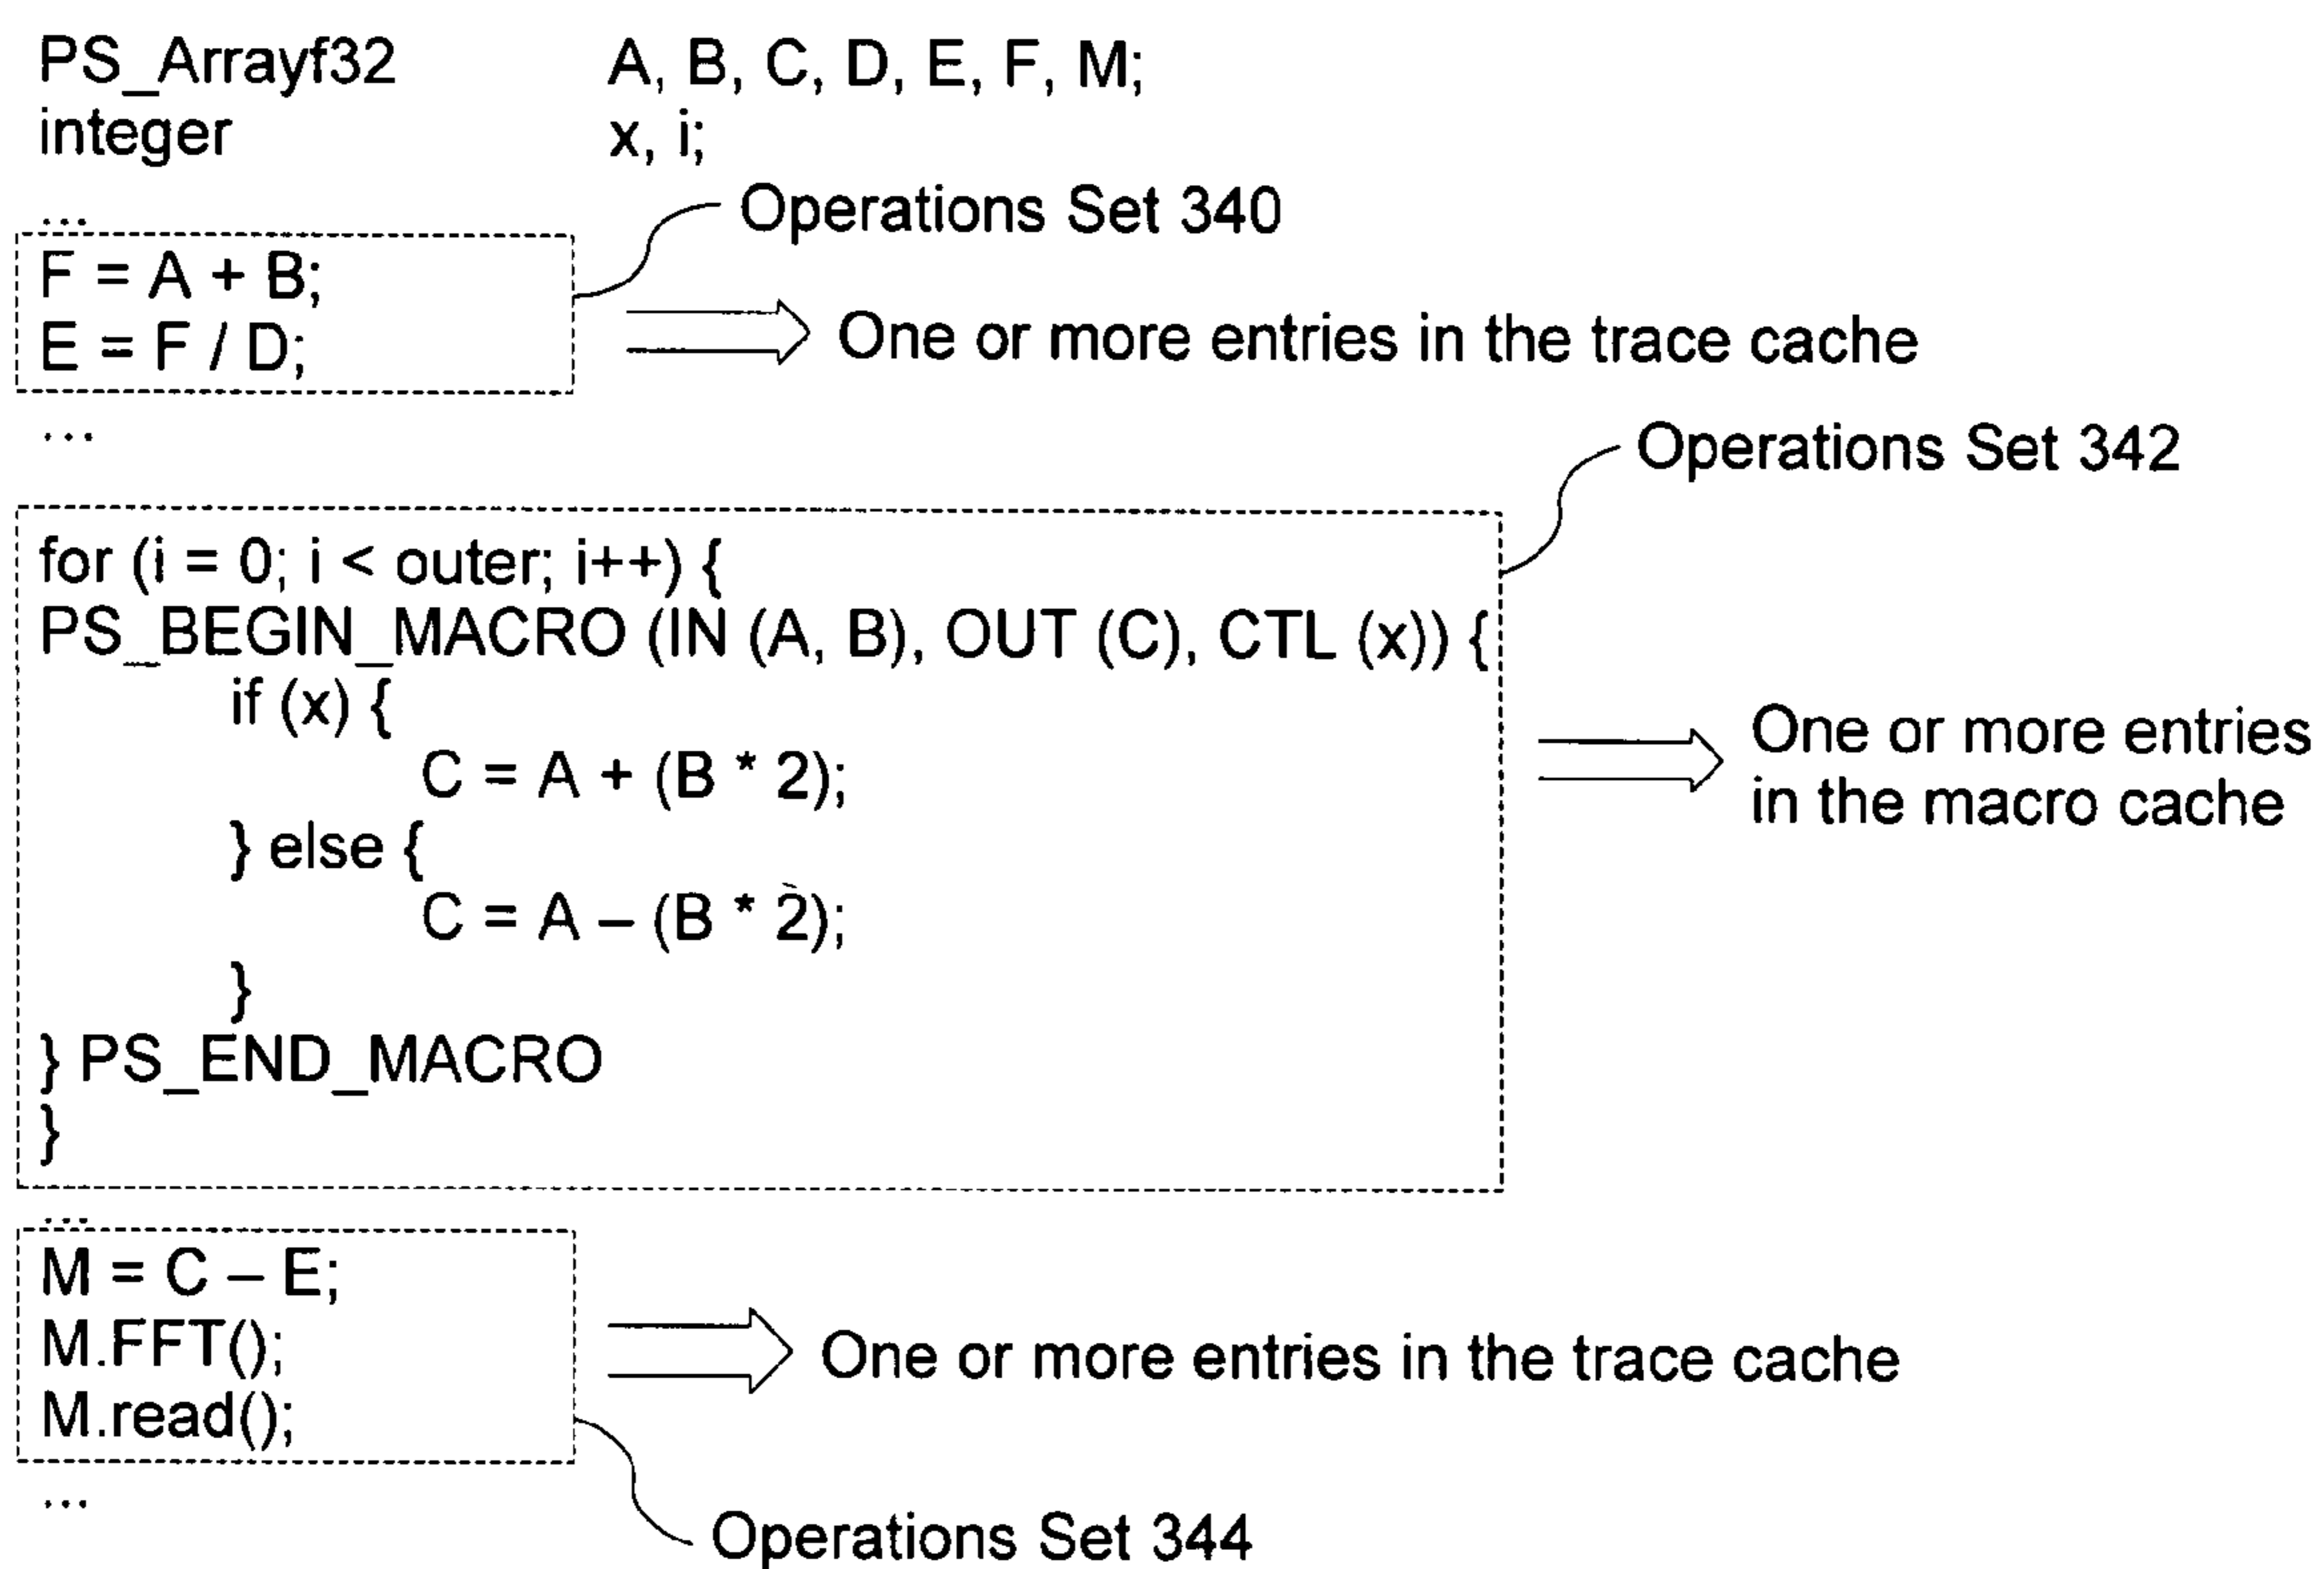 PS_Arrayf32 A, B, C, D, E, F, M;
integer x, i;
...
Operations Set 340
F = A + B;
E = F / D;
One or more entries in the trace cache
...
Operations Set 342
for (i = 0; i < outer; i++) {
PS_BEGIN_MACRO (IN (A, B), OUT (C), CTL (x)) {
if (x) {
C = A + (B * 2);
} else {
C = A – (B * 2);
}
} PS_END_MACRO
}
One or more entries
in the macro cache
...
M = C – E;
M.FFT();
M.read();
One or more entries in the trace cache
...
Operations Set 344